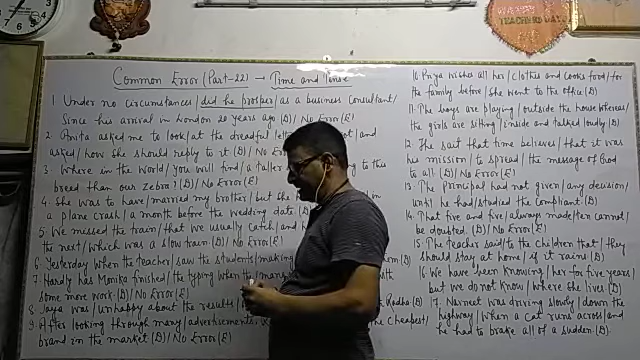 TEACHER'S DAY
Common Error (Part-22) → Time and Tense
1 Under no circumstances / did he prosper / as a business Consultant /
Since his arrival in London 20 years ago (D) / No Error (E)
2 Anita asked me to look / at the dreadful and
asked / how she should reply to it (D) / No Error (E)
3. Where in the world / you will find / a taller to this
breed than our Zebra? (D) / No Error (E)
4. She was to have / married my brother / but she in
a plane crash / a month before the wedding date (D)
5 We missed the train / that we usually Catch / and
the next / which was a slow train (D) / No Error (E)
6 Yesterday when the teacher / saw the students / making (D)
7. Hardly has Monika finished / the typing when the / man
some more work (D) / No Error (E)
8 Jaya was / unhappy about the results / Radha (D)
9 After looking through many / advertisements the Cheapest /
brand in the market (D) / No Error (E)
10 Priya wishes all her / clothes and cooks food / for
the family before / she went to the office (D)
11. The boys are playing / outside the house whereas /
the girls are sitting / inside and talked / loudly (D)
12. The sait that time believes / that it was
his mission / to spread / the message of God
to all (D) / No Error (E)
13 The Principal had not given / any decision /
until he had / studied the Compliant (D)
14. That five and five / always made / ten cannot /
be doubted. (D)
15. The teacher said / to the Children that / they
should stay at home / if it rains (D)
16 We have been knowing / her for five years /
but we do not know / where She lives (D)
17. Navneet was driving slowly / down the
highway / when a cat runs across / and
he had to brake all of a sudden (D)